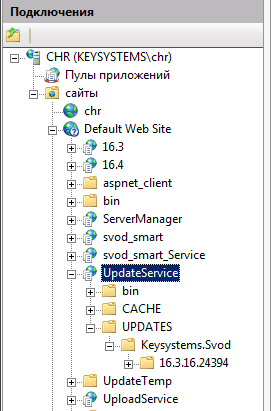 Подключения
CHR (KEYSYSTEMS\chr)
Пулы приложений
сайты
chr
Default Web Site
16.3
16.4
aspnet_client
bin
ServerManager
svod_smart
svod_smart_Service
UpdateService
bin
CACHE
UPDATES
Keysystems.Svod
16.3.16.24394
UpdateTemp
UploadService